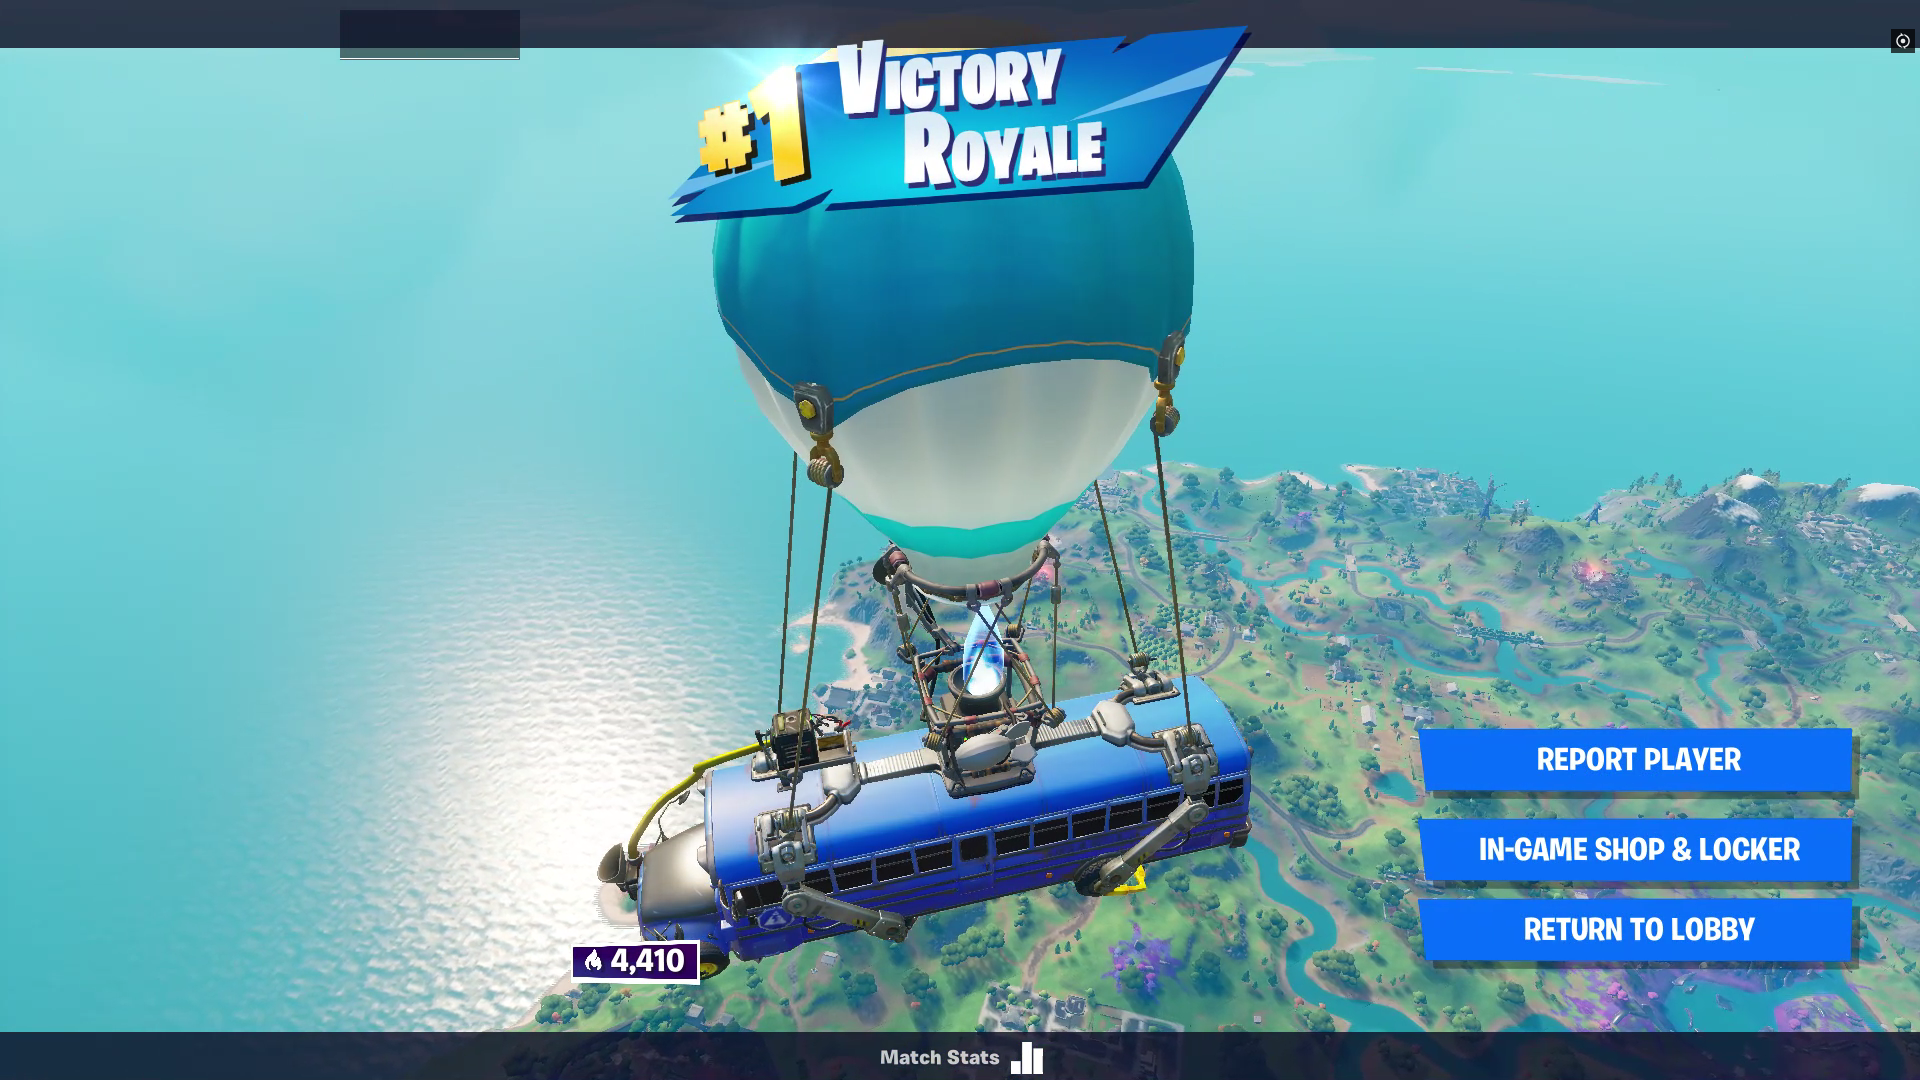 #1
VICTORY
ROYALE
REPORT PLAYER
IN-GAME SHOP & LOCKER
RETURN TO LOBBY
4,410
Match Stats